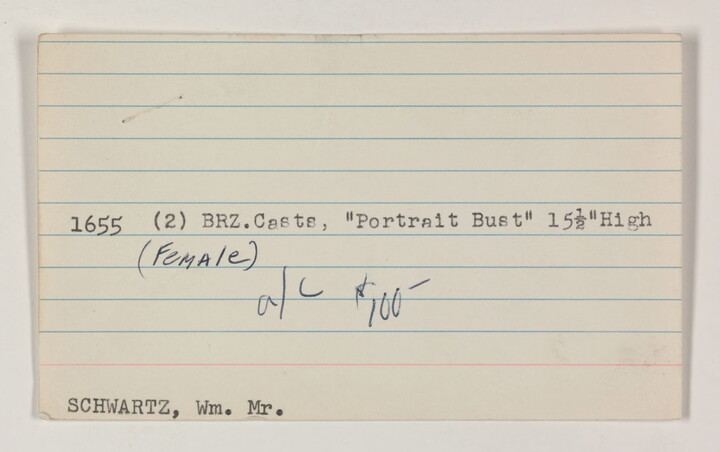 1655 (2) BRZ.Casts, "Portrait Bust" 15½"High
(Female)
a/c $100-
SCHWARTZ, Wm. Mr.